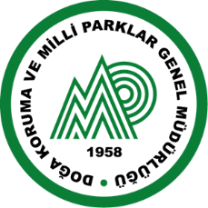 DOĞA KORUMA VE MİLLİ PARKLAR GENEL MÜDÜRLÜĞÜ •
1958